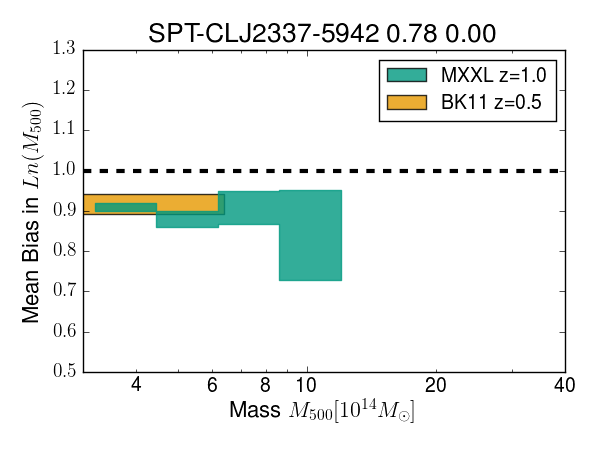 SPT-CLJ2337-5942 0.78 0.00
MXXL z=1.0
BK11 z=0.5
Mean Bias in Ln(M₅₀₀)
1.3
1.2
1.1
1.0
0.9
0.8
0.7
0.6
0.5
4 6 8 10 20 40
Mass M₅₀₀[10¹⁴M☉]